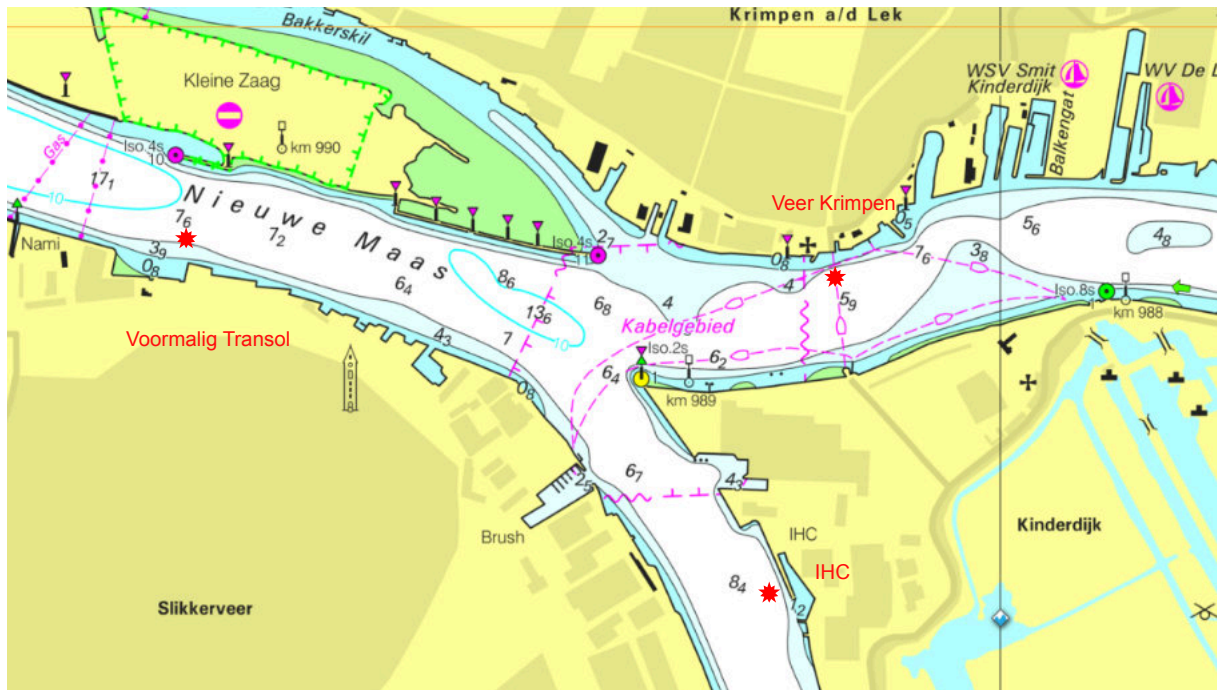 Krimpen a/d Lek
Bakkerskil
Kleine Zaag
WSV Smit
Kinderdijk
WV De L
Balkengat
Gas
Iso.4s
10
km 990
17₁
10
Nieuwe Maas
7₆
7₂
Nami
3₉
0₈
6₄
8₆
13₆
10
7
Iso.4s
11
2₇
6₈
4
Veer Krimpen
0₈
0₅
4
7₆
5₉
3₈
5₆
4₈
Iso.8s
1
km 988
Kabelgebied
Iso.2s
1
6₂
6₄
km 989
Voormalig Transol
4₃
0₈
6₇
2₅
4₃
Brush
IHC
IHC
Kinderdijk
8₄
1₂
Slikkerveer